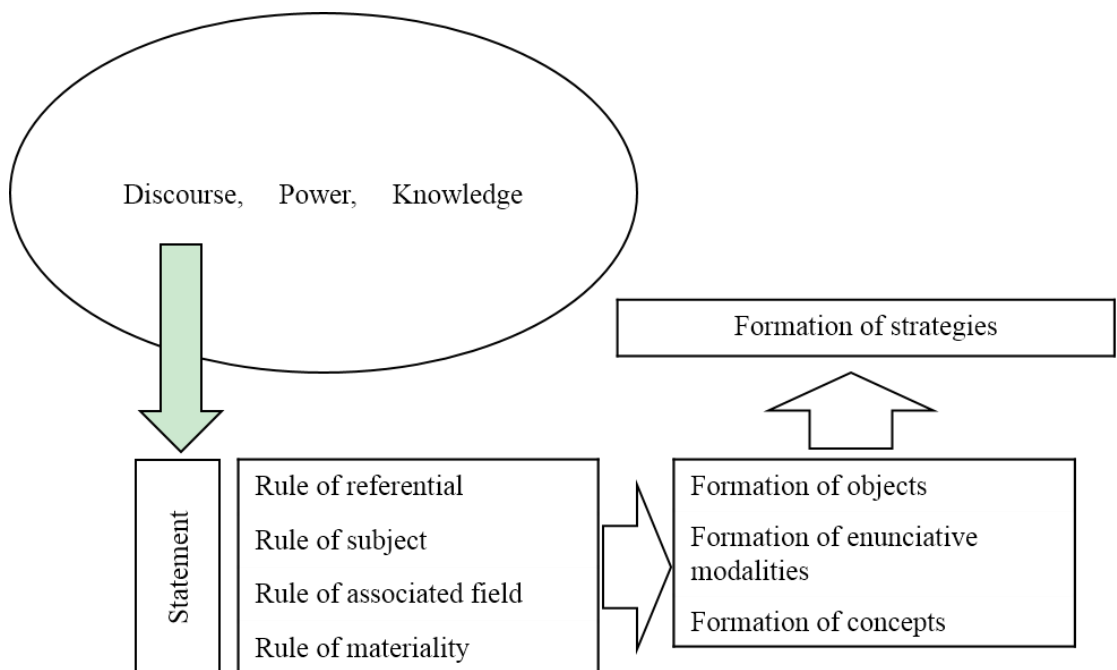 Discourse, Power, Knowledge
Formation of strategies
Statement
Rule of referential
Rule of subject
Rule of associated field
Rule of materiality
Formation of objects
Formation of enunciative
modalities
Formation of concepts